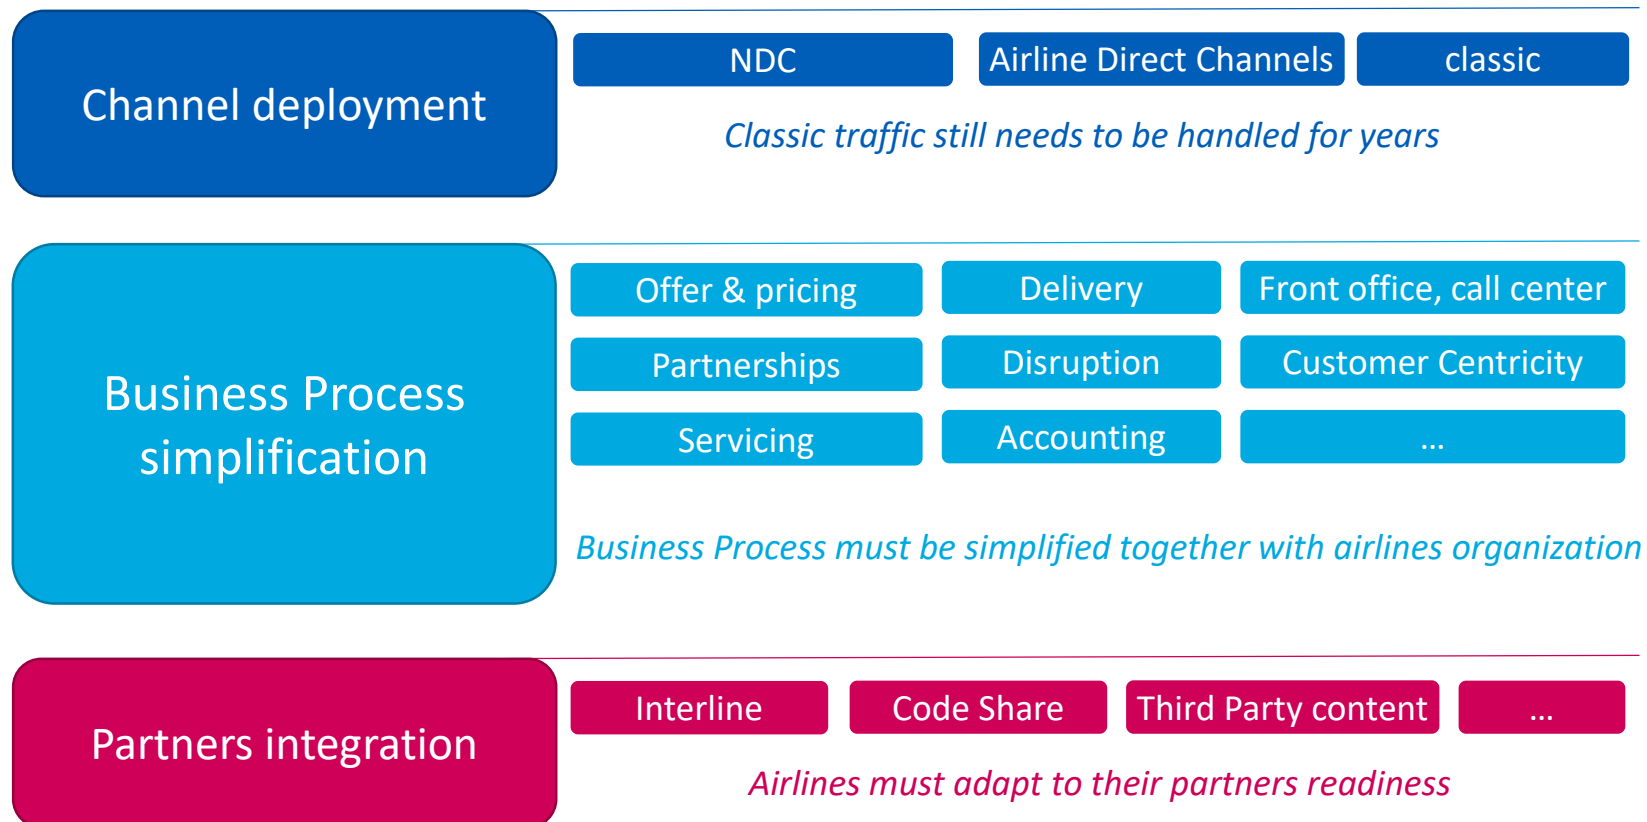 Channel deployment
NDC
Airline Direct Channels
classic
Classic traffic still needs to be handled for years
Business Process
simplification
Offer & pricing
Delivery
Front office, call center
Partnerships
Disruption
Customer Centricity
Servicing
Accounting
...
Business Process must be simplified together with airlines organization
Partners integration
Interline
Code Share
Third Party content
...
Airlines must adapt to their partners readiness